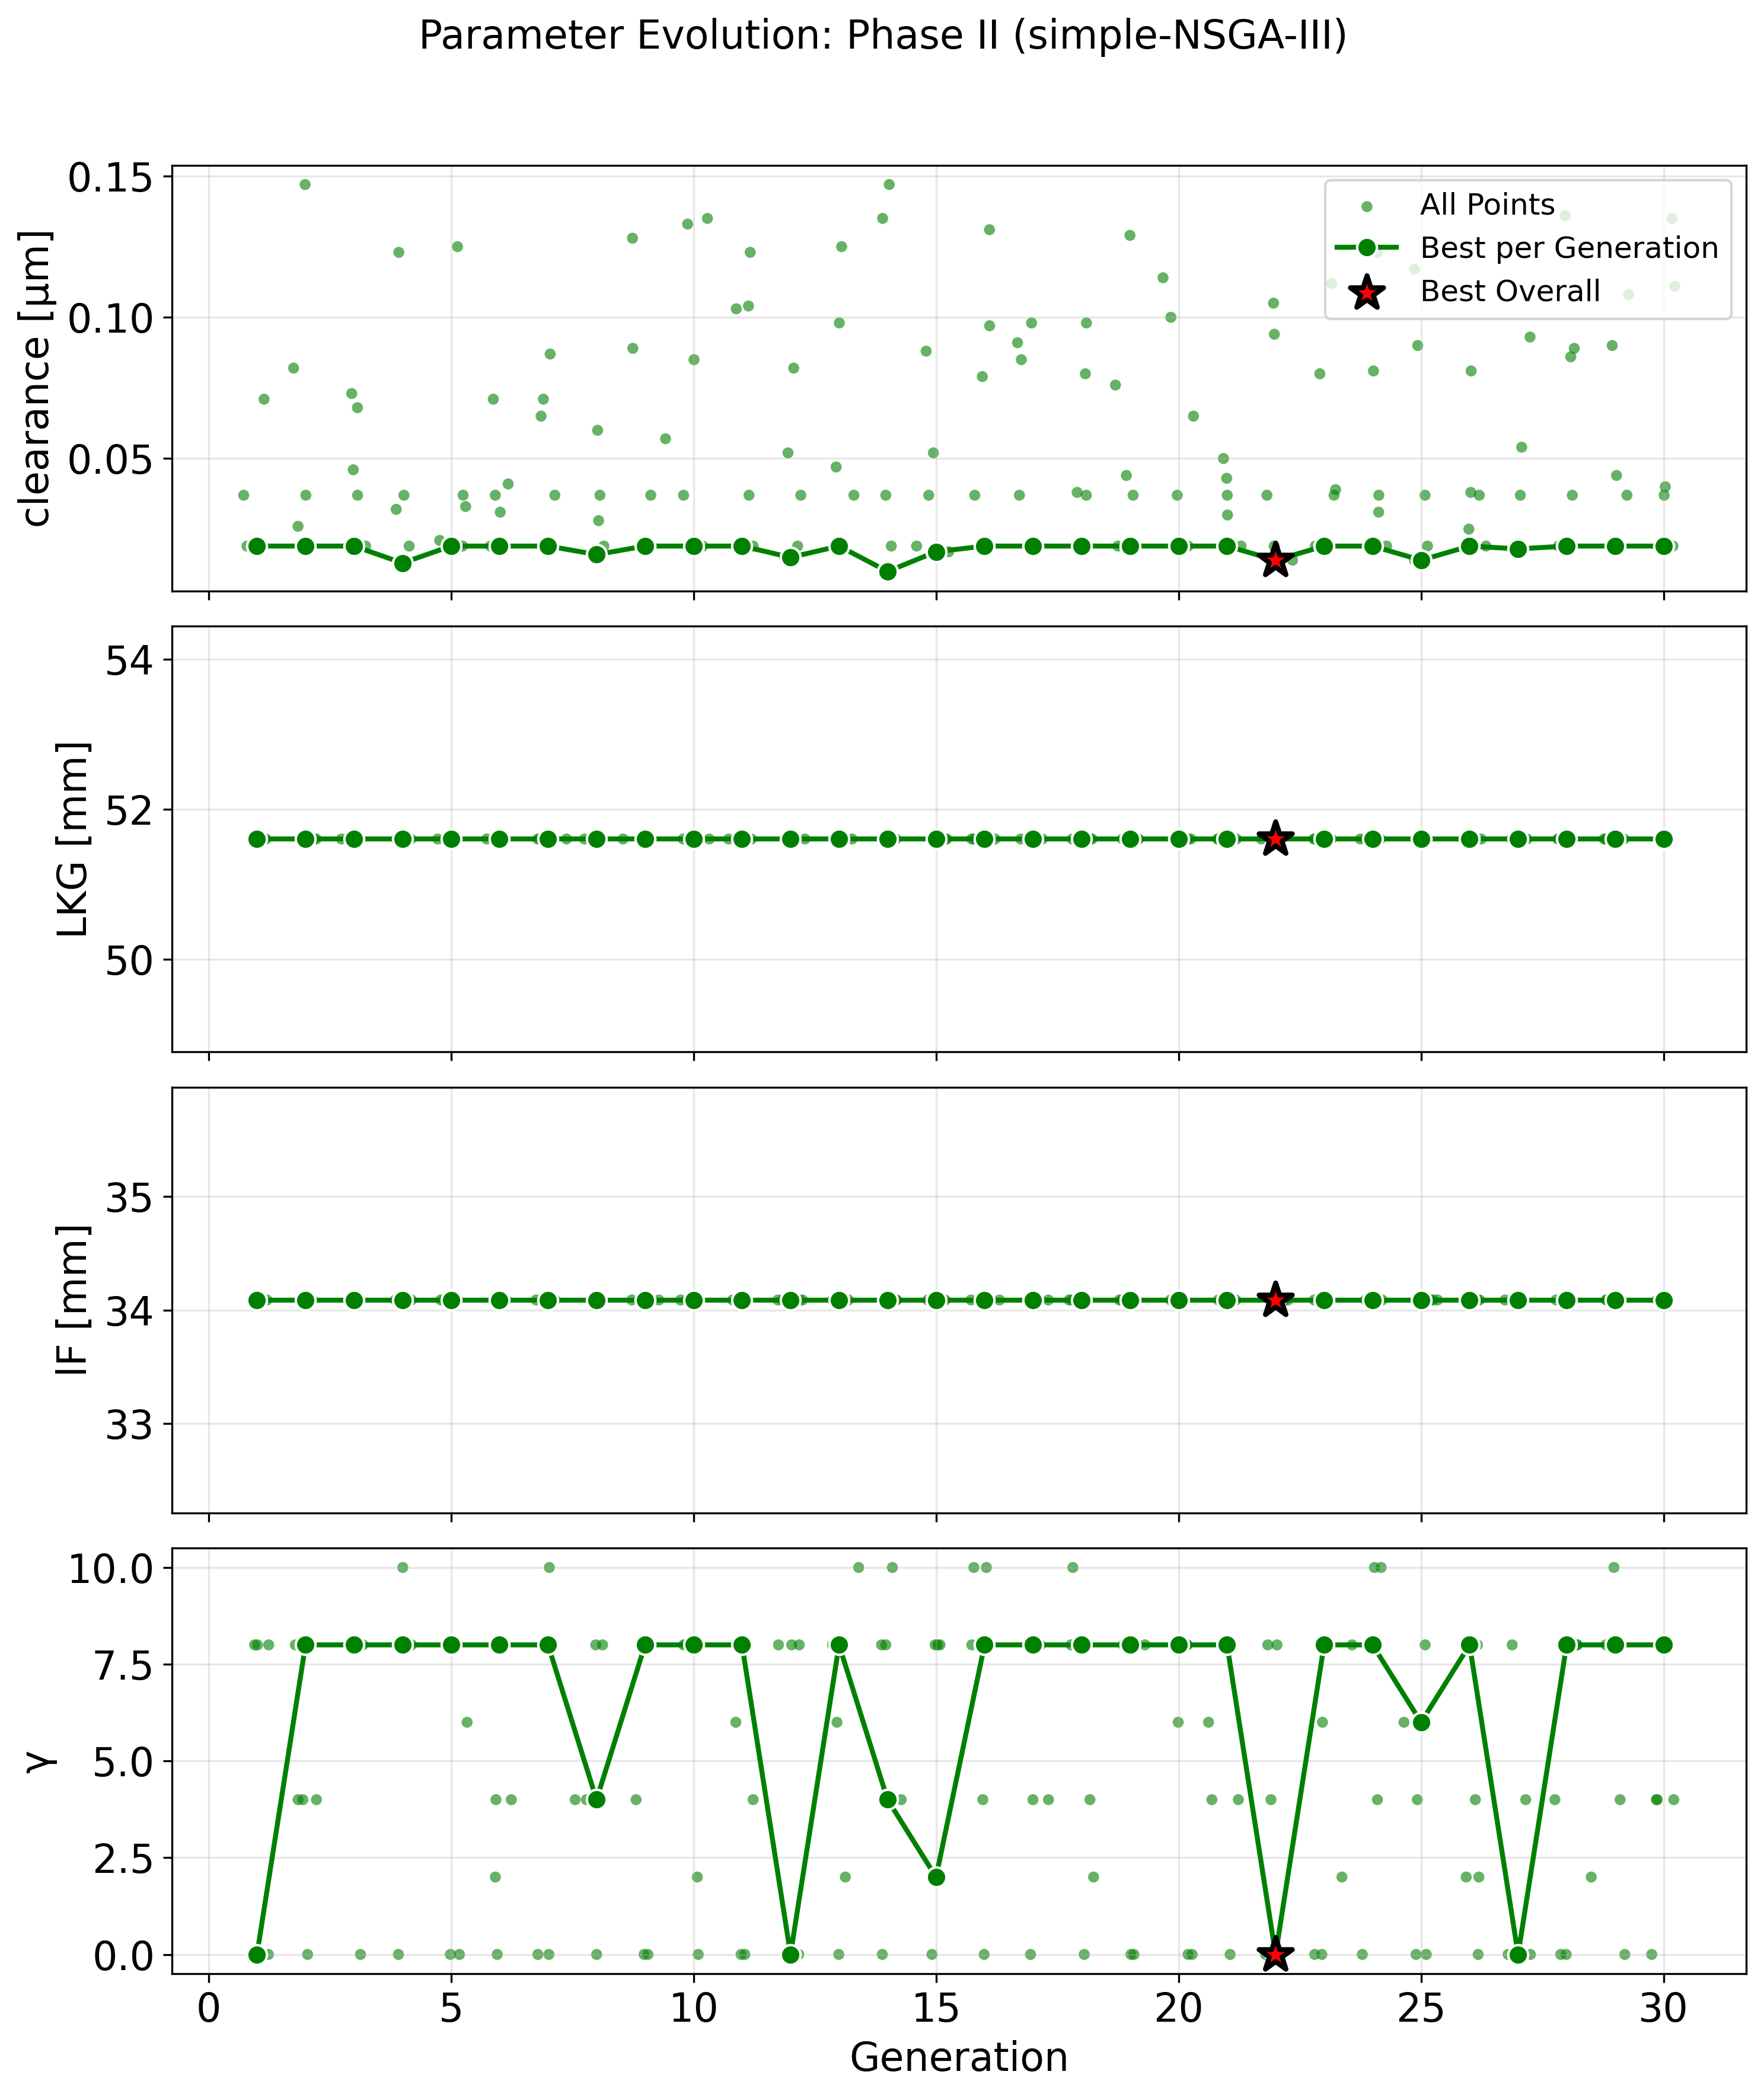 Parameter Evolution: Phase II (simple-NSGA-III)
0.15
0.10
0.05
clearance [μm]
All Points
Best per Generation
Best Overall
54
52
50
LKG [mm]
35
34
33
lF [mm]
10.0
7.5
5.0
2.5
0.0
γ
0 5 10 15 20 25 30
Generation